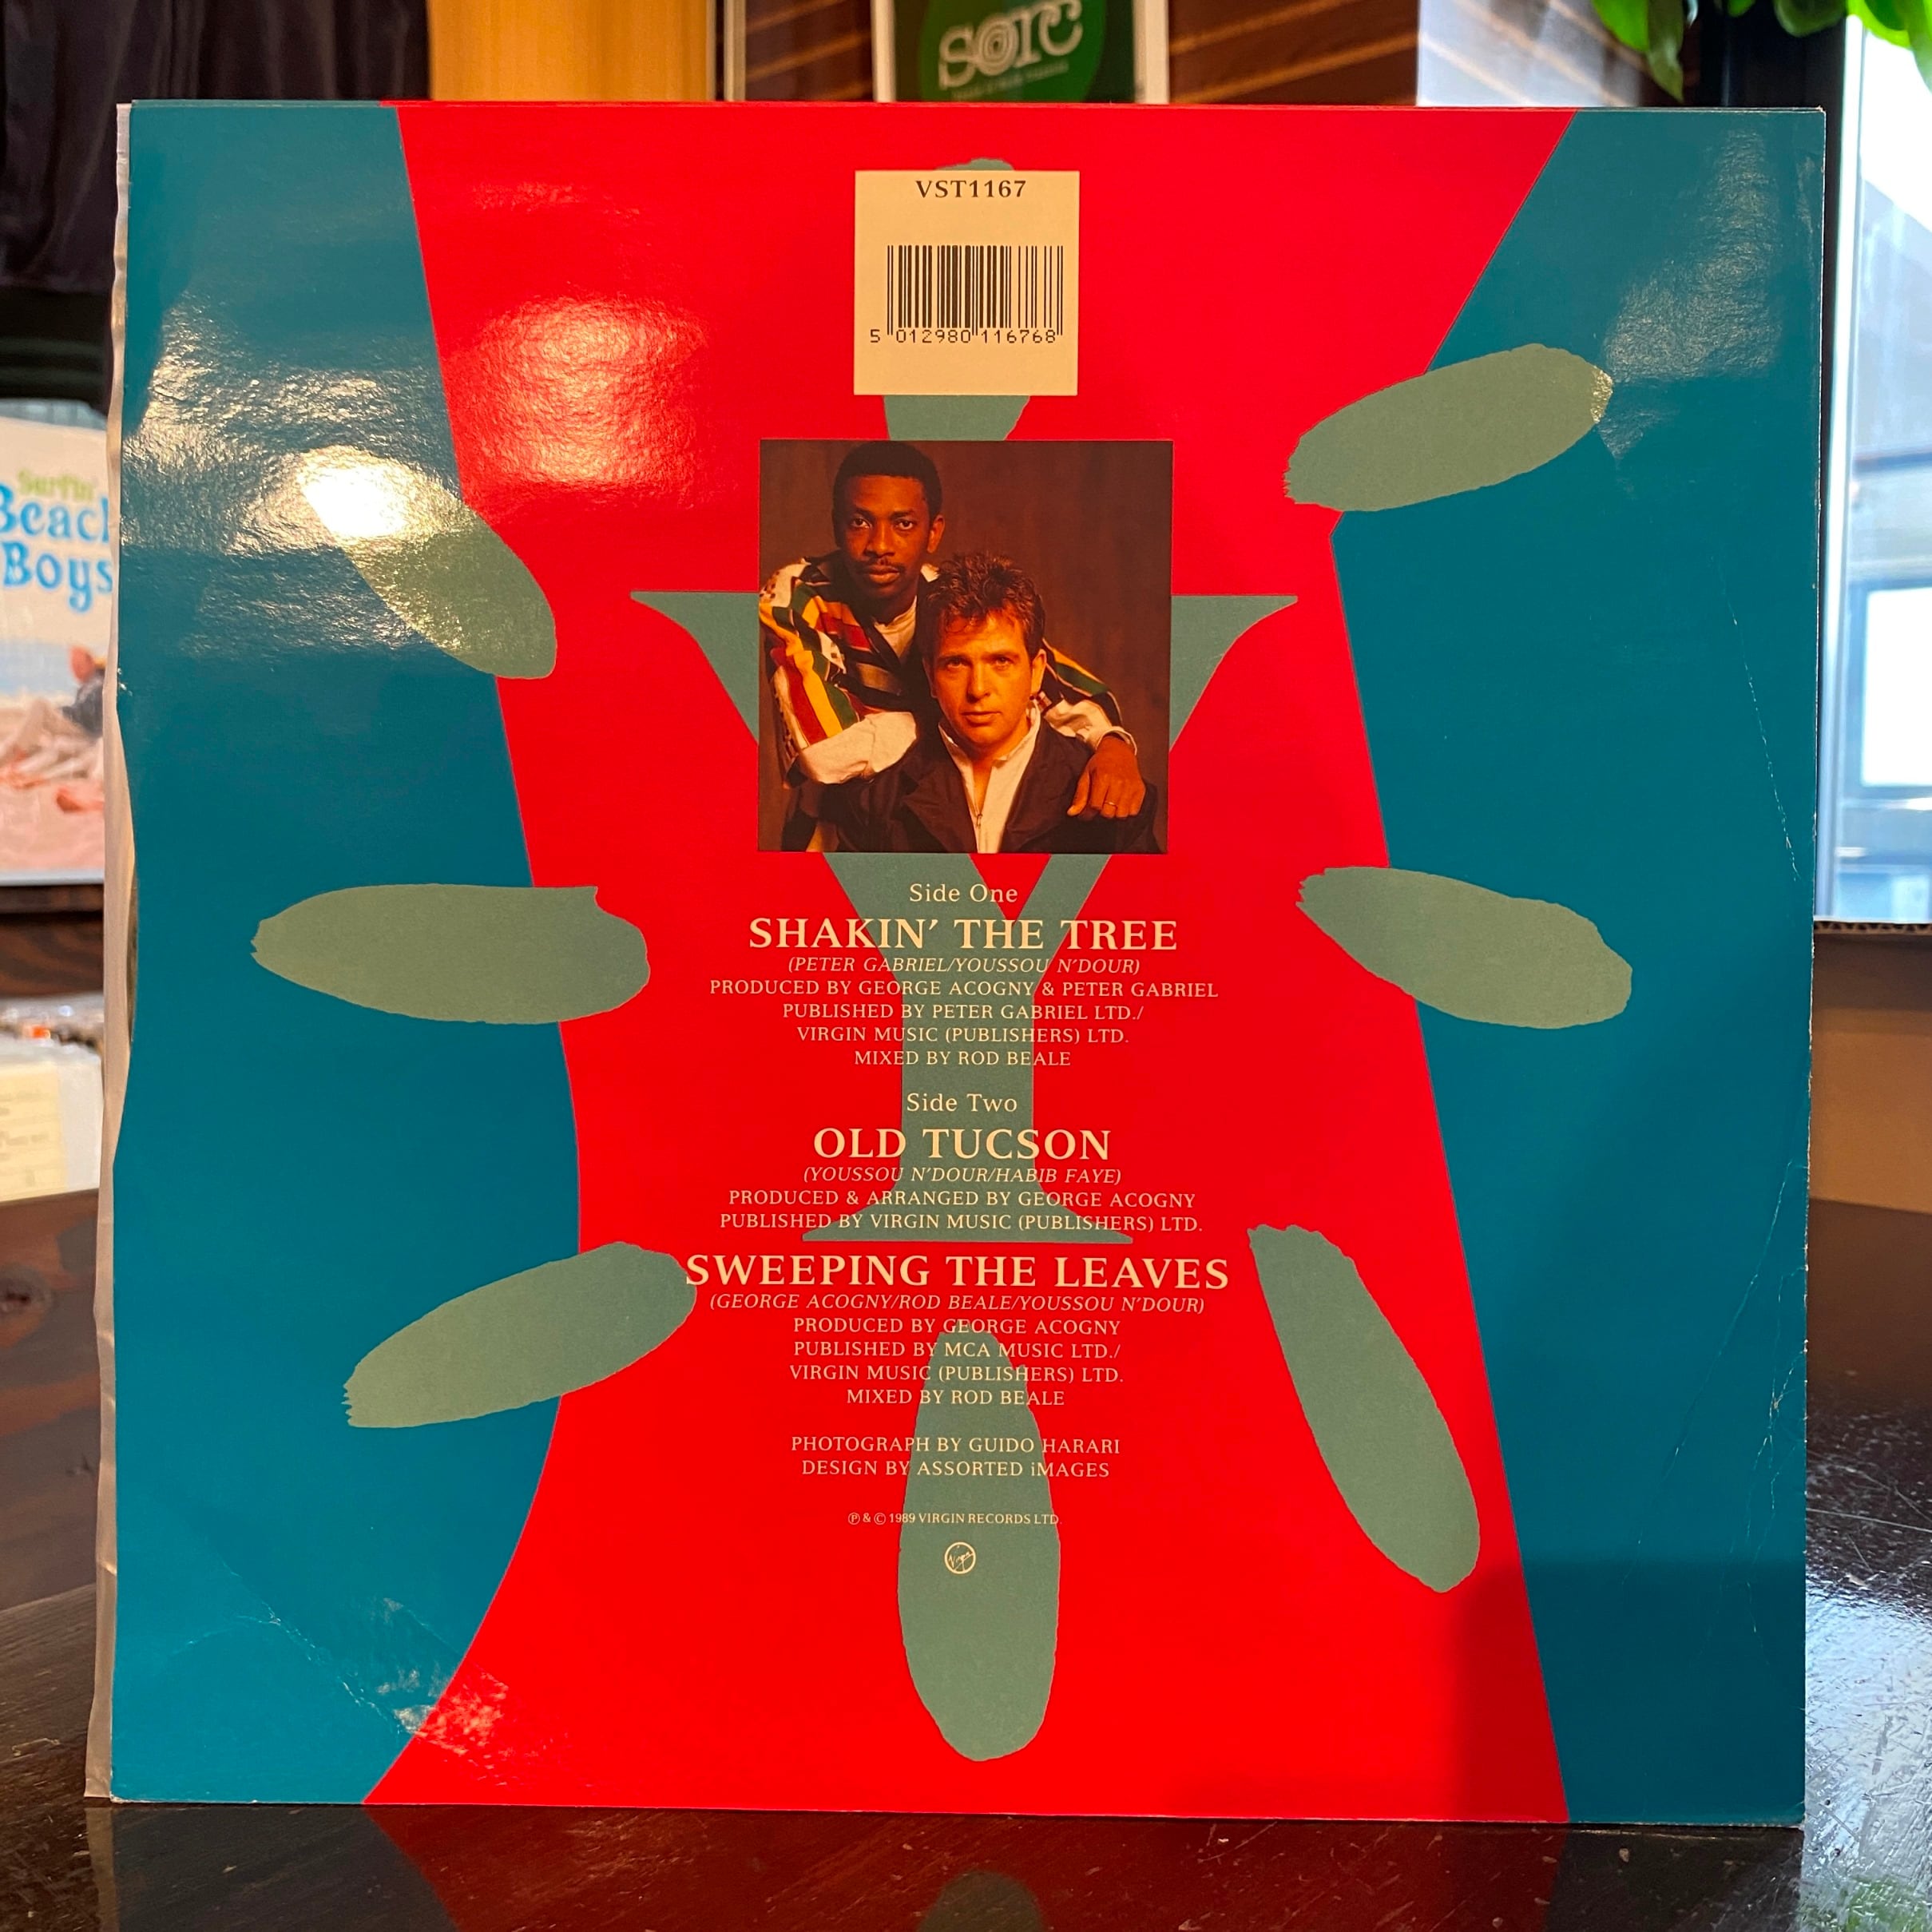 sorc
VST1167
5 012980 116768
Surfin'
Beach
Boys
Side One
SHAKIN' THE TREE
(PETER GABRIEL/YOUSSOU N'DOUR)
PRODUCED BY GEORGE ACOGNY & PETER GABRIEL
PUBLISHED BY PETER GABRIEL LTD./
VIRGIN MUSIC (PUBLISHERS) LTD.
MIXED BY ROD BEALE
Side Two
OLD TUCSON
(YOUSSOU N'DOUR/HABIB FAYE)
PRODUCED & ARRANGED BY GEORGE ACOGNY
PUBLISHED BY VIRGIN MUSIC (PUBLISHERS) LTD.
SWEEPING THE LEAVES
(GEORGE ACOGNY/ROD BEALE/YOUSSOU N'DOUR)
PRODUCED BY GEORGE ACOGNY
PUBLISHED BY MCA MUSIC LTD./
VIRGIN MUSIC (PUBLISHERS) LTD.
MIXED BY ROD BEALE
PHOTOGRAPH BY GUIDO HARARI
DESIGN BY ASSORTED iMAGES
℗ & © 1989 VIRGIN RECORDS LTD.
Virgin